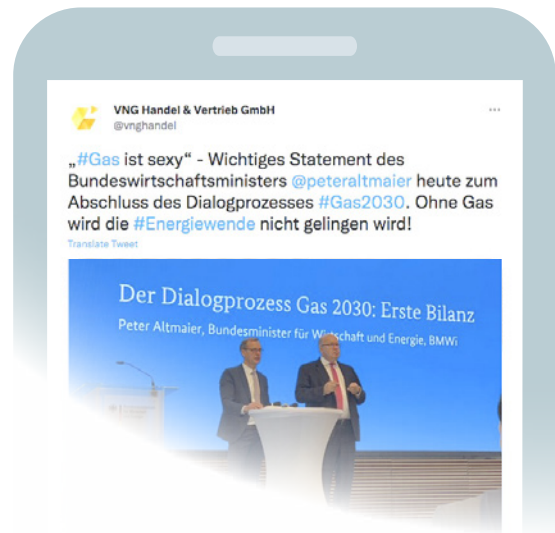 VNG Handel & Vertrieb GmbH
@vnghandel
„#Gas ist sexy“ - Wichtiges Statement des
Bundeswirtschaftsministers @peteraltmaier heute zum
Abschluss des Dialogprozesses #Gas2030. Ohne Gas
wird die #Energiewende nicht gelingen wird!
Translate Tweet
Der Dialogprozess Gas 2030: Erste Bilanz
Peter Altmaier, Bundesminister für Wirtschaft und Energie, BMWi